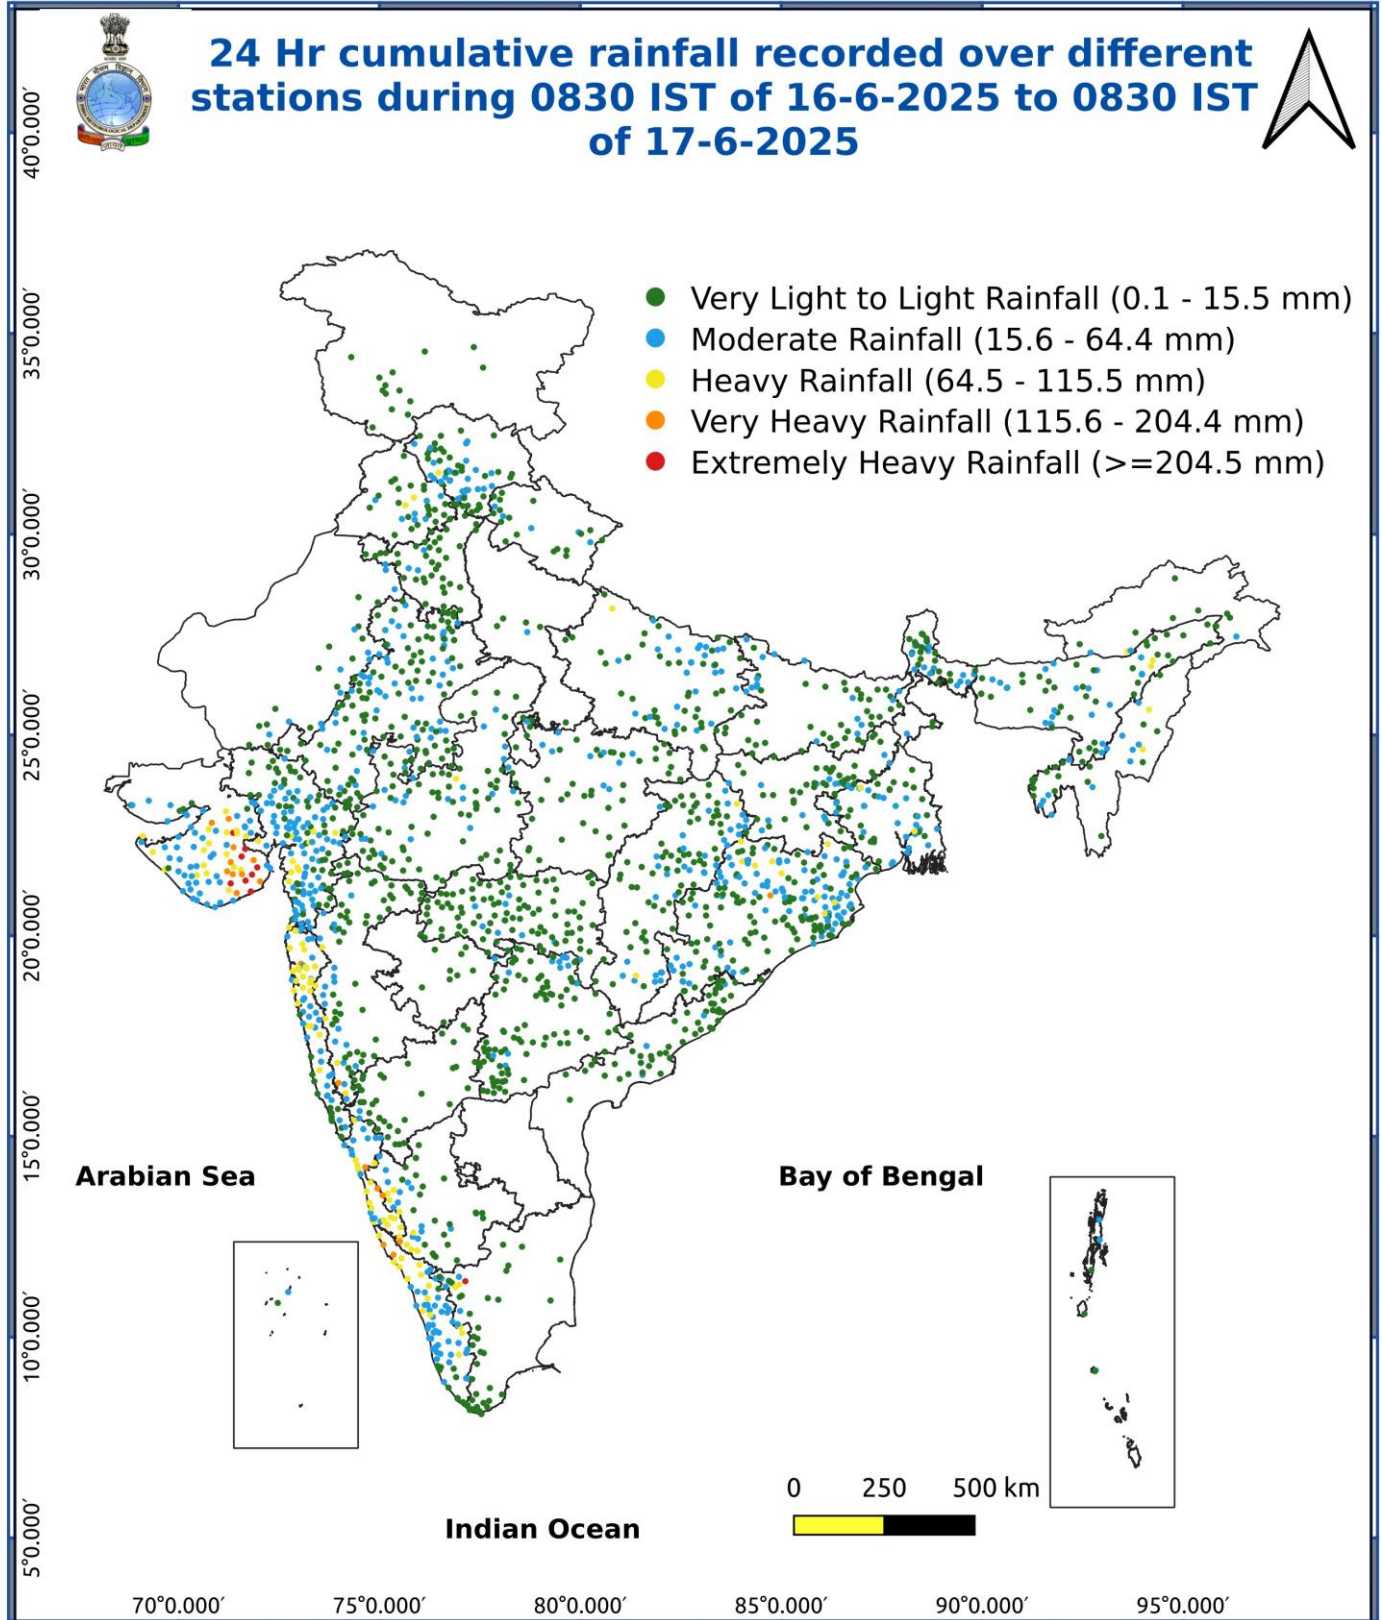 24 Hr cumulative rainfall recorded over different
stations during 0830 IST of 16-6-2025 to 0830 IST
of 17-6-2025
Very Light to Light Rainfall (0.1 - 15.5 mm)
Moderate Rainfall (15.6 - 64.4 mm)
Heavy Rainfall (64.5 - 115.5 mm)
Very Heavy Rainfall (115.6 - 204.4 mm)
Extremely Heavy Rainfall (>=204.5 mm)
40°0.000′
35°0.000′
30°0.000′
25°0.000′
20°0.000′
15°0.000′
10°0.000′
5°0.000′
Arabian Sea
Bay of Bengal
Indian Ocean
0 250 500 km
70°0.000′ 75°0.000′ 80°0.000′ 85°0.000′ 90°0.000′ 95°0.000′